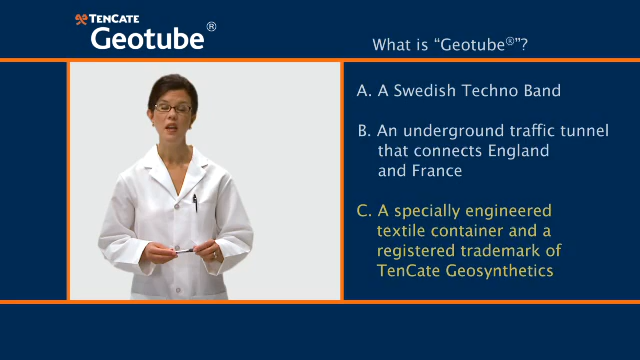 TENCATE
Geotube®
What is “Geotube®”?
A. A Swedish Techno Band
B. An underground traffic tunnel
that connects England
and France
C. A specially engineered
textile container and a
registered trademark of
TenCate Geosynthetics